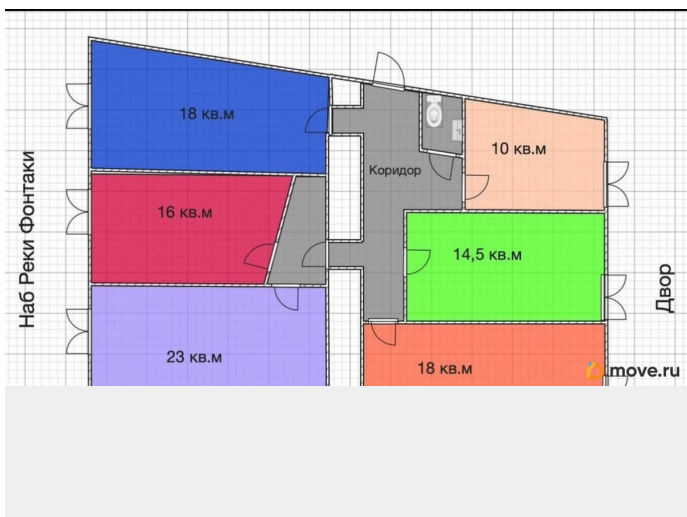 18 кв.м
10 кв.м
Коридор
16 кв.м
14,5 кв.м
Наб Реки Фонтаки
Двор
23 кв.м
18 кв.м
move.ru